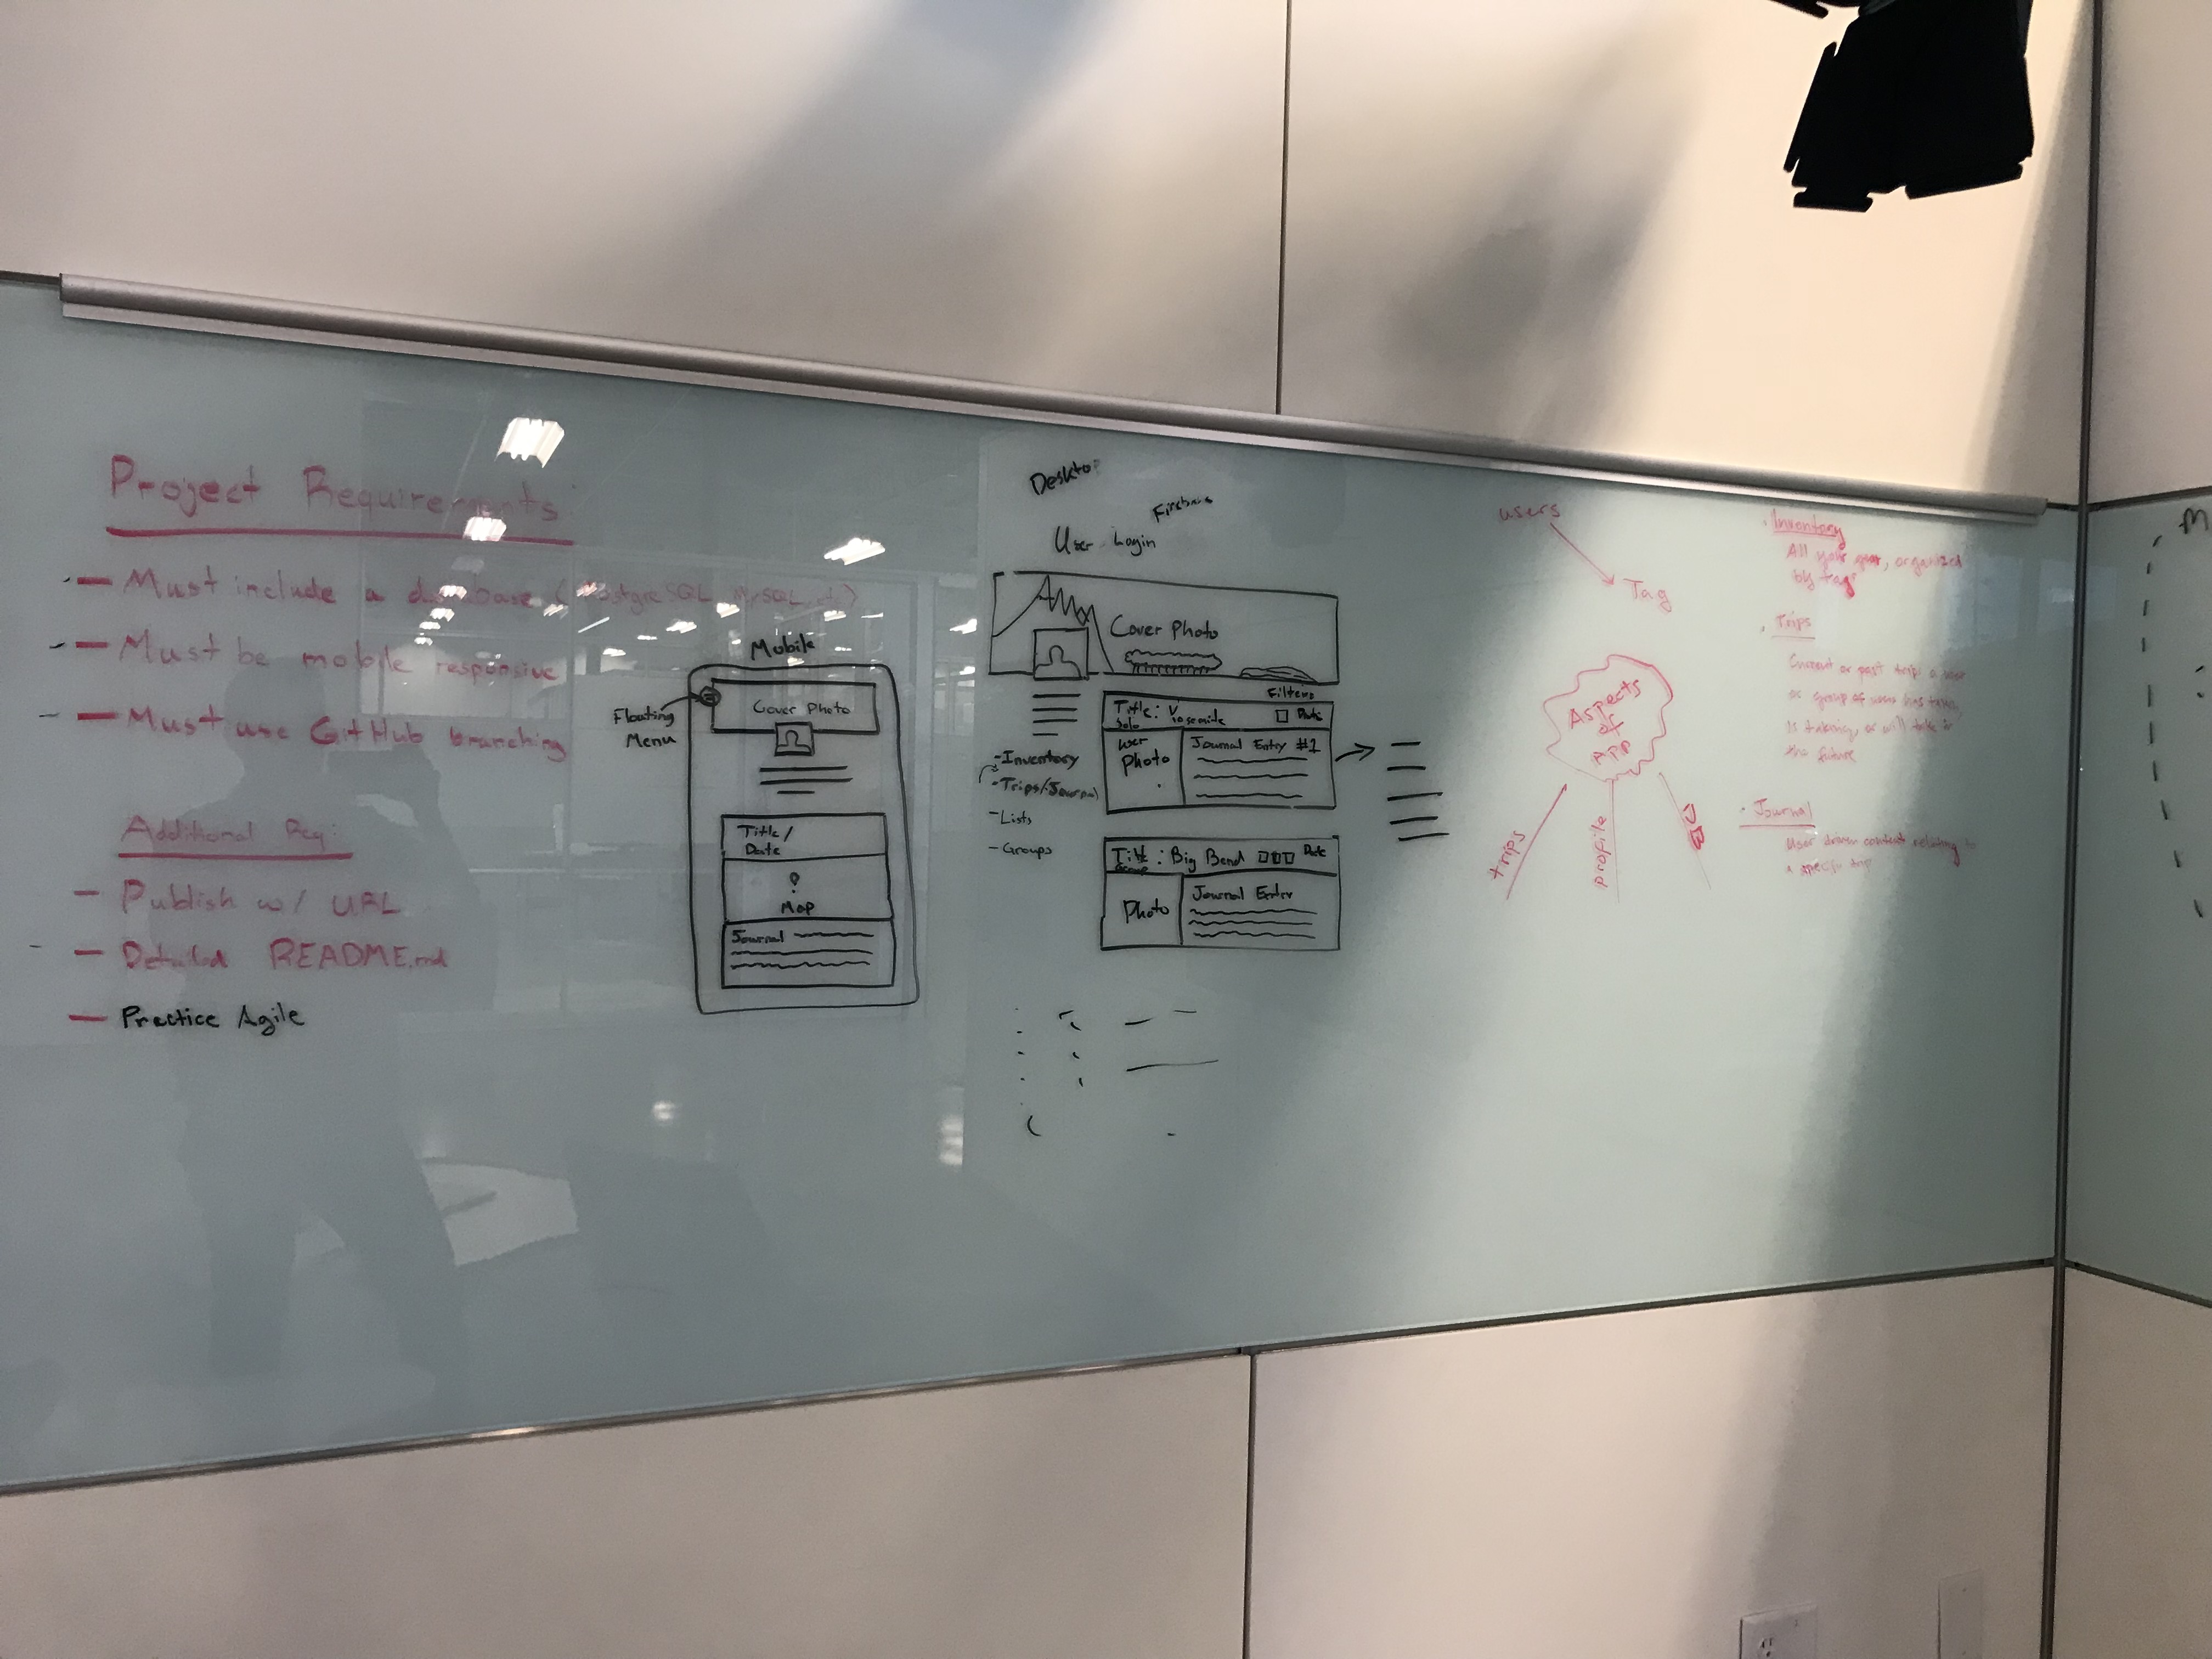 Project Requirements
- Must include a database (PostgreSQL, MySQL, etc)
- Must be mobile responsive
- Must use GitHub branching
Additional Req:
- Publish w/ URL
- Detailed README.md
- Practice Agile
Mobile
Floating
Menu
Cover Photo
Title/
Date
Map
Journal
Desktop
Firebase
User Login
Cover Photo
Filters
- Inventory
- Trips/Journal
- Lists
- Groups
Title: Yosemite
Solo
User
Photo
Journal Entry #1
Title: Big Bend
Group
Date
Photo
Journal Entry
users
Tag
Aspects
of
App
trips
profile
DB
· Inventory
All your gear, organized
by tags
· Trips
Current or past trips a user
or group of users has taken,
is taking, or will take in
the future
· Journal
User driven content relating to
a specific trip
M